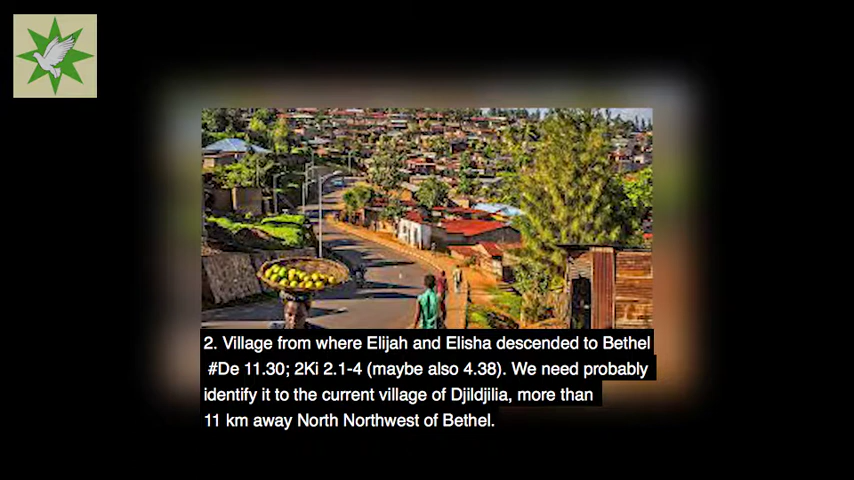 2. Village from where Elijah and Elisha descended to Bethel
#De 11.30; 2Ki 2.1-4 (maybe also 4.38). We need probably
identify it to the current village of Djildjilia, more than
11 km away North Northwest of Bethel.